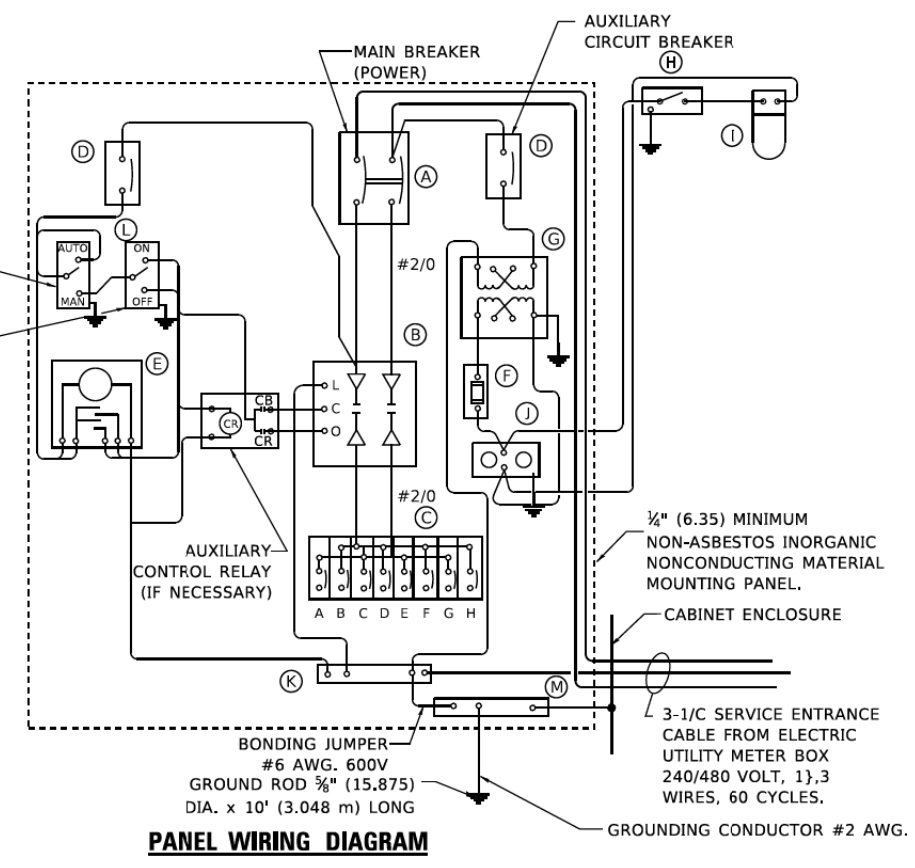 AUXILIARY
CIRCUIT BREAKER
H
MAIN BREAKER
(POWER)
D
A
D
I
L
G
AUTO
ON
#2/0
MAN
OFF
B
E
L
F
CB
C
J
CR
O
CR
#2/0
C
AUXILIARY
CONTROL RELAY
(IF NECESSARY)
¼" (6.35) MINIMUM
NON-ASBESTOS INORGANIC
NONCONDUCTING MATERIAL
MOUNTING PANEL.
A B C D E F G H
CABINET ENCLOSURE
K
M
BONDING JUMPER
#6 AWG. 600V
GROUND ROD ⅝" (15.875)
DIA. x 10' (3.048 m) LONG
3-1/C SERVICE ENTRANCE
CABLE FROM ELECTRIC
UTILITY METER BOX
240/480 VOLT, 1},3
WIRES, 60 CYCLES.
GROUNDING CONDUCTOR #2 AWG.
PANEL WIRING DIAGRAM